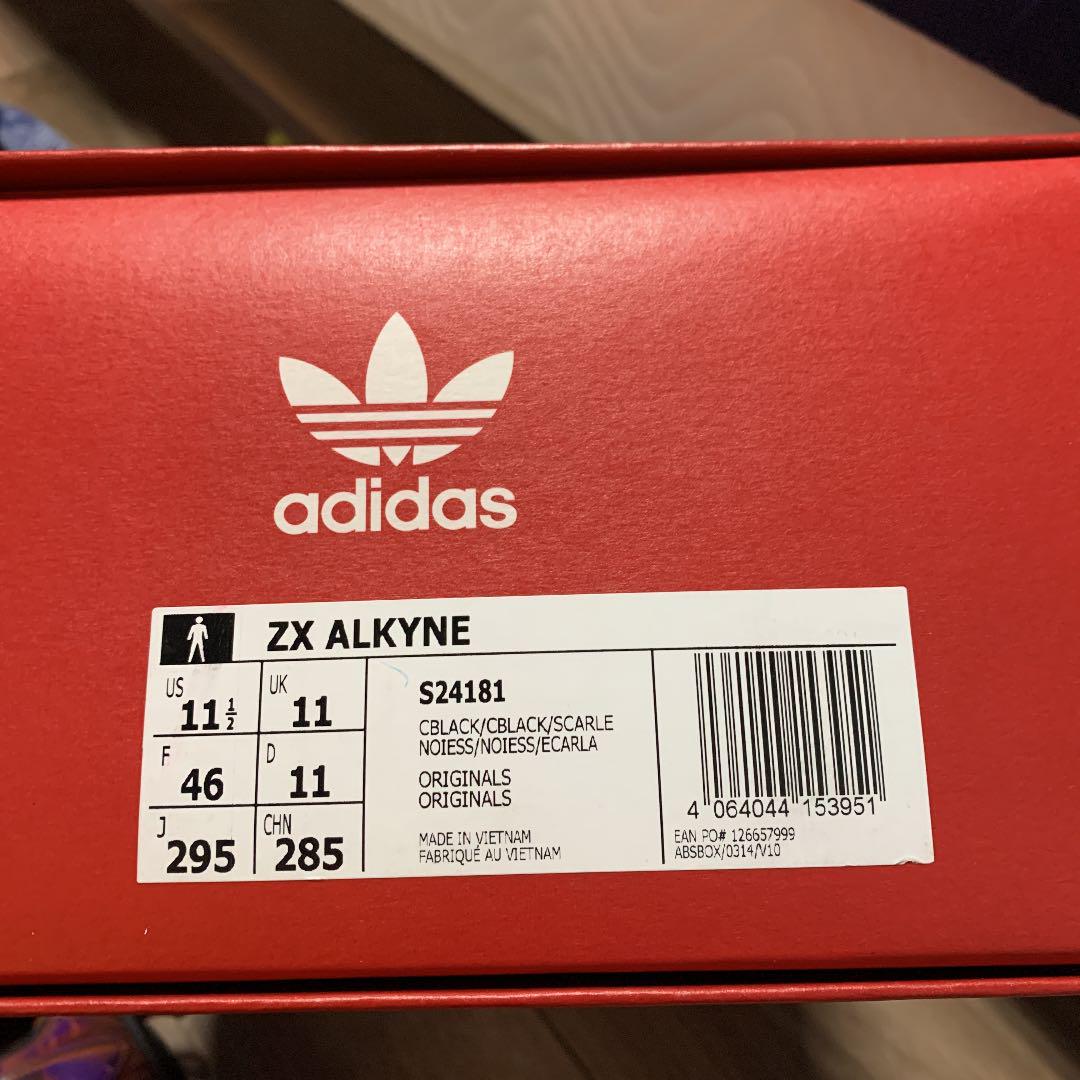 adidas
ZX ALKYNE
US
11 1/2
UK
11
F
46
D
11
J
295
CHN
285
S24181
CBLACK/CBLACK/SCARLE
NOIESS/NOIESS/ECARLA
ORIGINALS
ORIGINALS
MADE IN VIETNAM
FABRIQUÉ AU VIETNAM
4 064044 153951
EAN PO# 126657999
ABSBOX/0314/V10